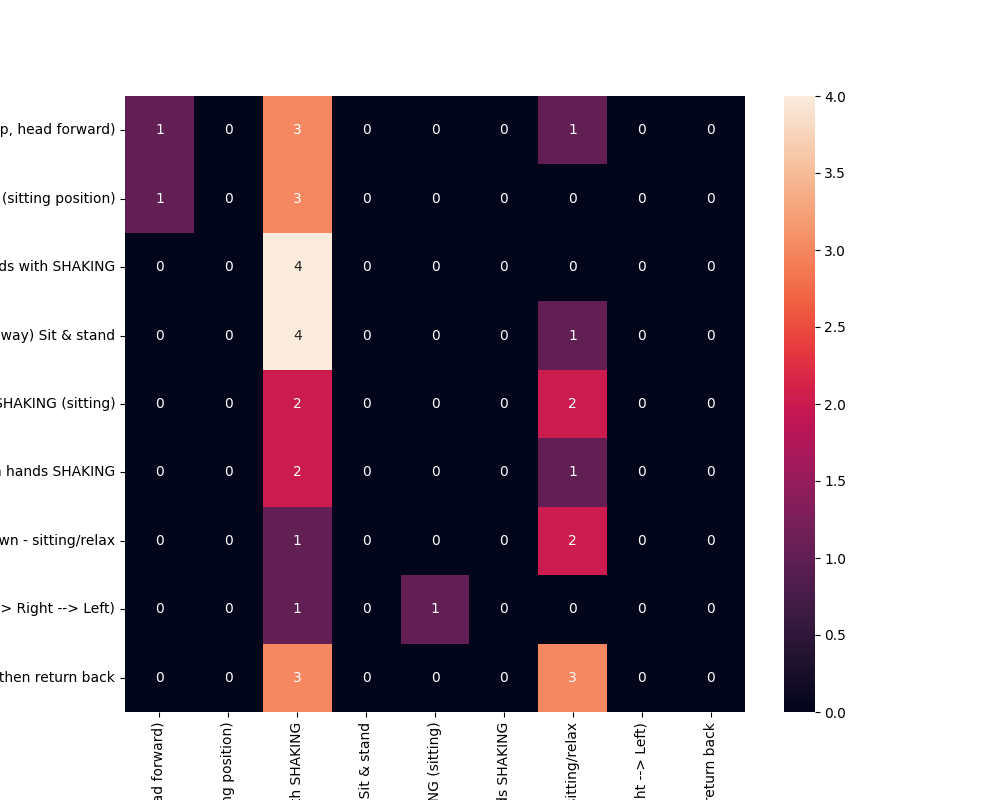 p, head forward) 1 0 3 0 0 0 1 0 0
(sitting position) 1 0 3 0 0 0 0 0 0
ds with SHAKING 0 0 4 0 0 0 0 0 0
way) Sit & stand 0 0 4 0 0 0 1 0 0
SHAKING (sitting) 0 0 2 0 0 0 2 0 0
hands SHAKING 0 0 2 0 0 0 1 0 0
wn - sitting/relax 0 0 1 0 0 0 2 0 0
> Right --> Left) 0 0 1 0 1 0 0 0 0
then return back 0 0 3 0 0 0 3 0 0
ad forward)
ng position)
th SHAKING
Sit & stand
NG (sitting)
ds SHAKING
sitting/relax
ht --> Left)
return back
4.0
3.5
3.0
2.5
2.0
1.5
1.0
0.5
0.0